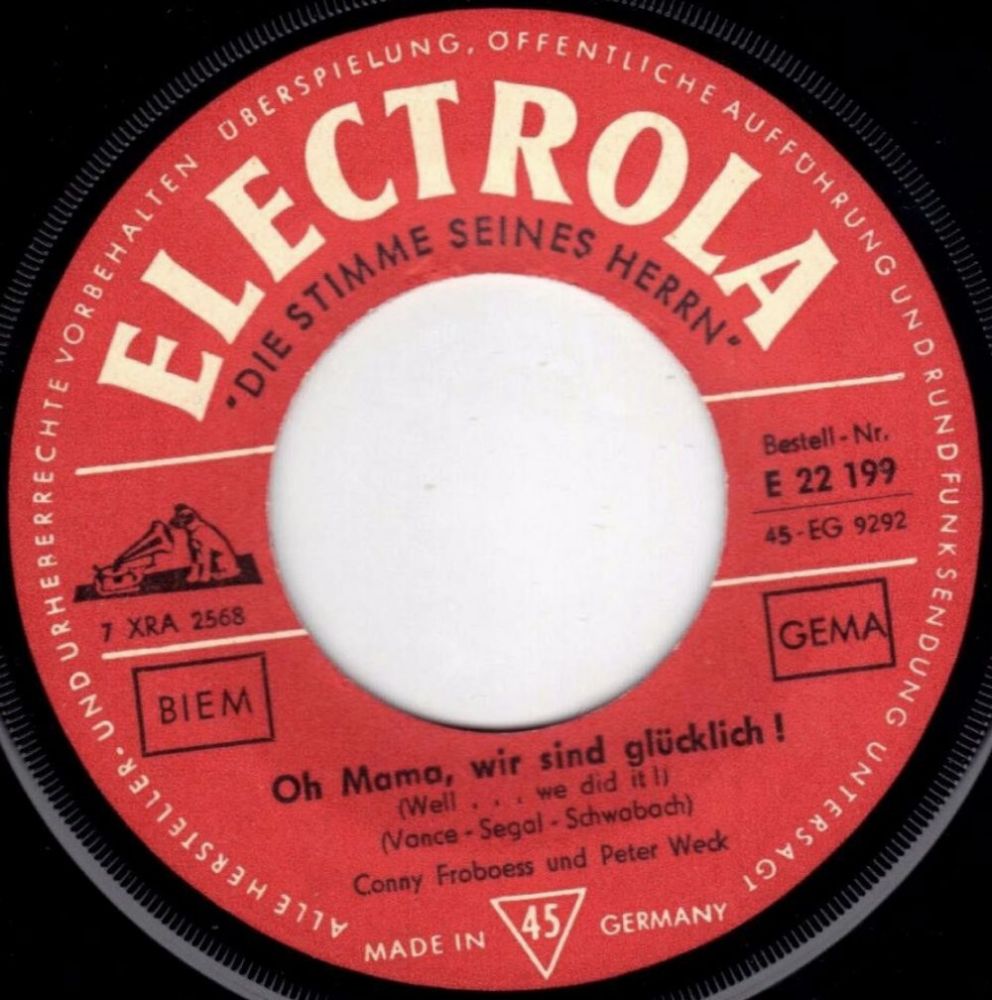 ALLE HERSTELLER- UND URHEBERRECHTE VORBEHALTEN ÜBERSPIELUNG, ÖFFENTLICHE AUFFÜHRUNG UND RUNDFUNKSENDUNG UNTERSAGT
ELECTROLA
"DIE STIMME SEINES HERRN"
Bestell-Nr.
E 22 199
45-EG 9292
7 XRA 2568
BIEM
GEMA
Oh Mama, wir sind glücklich!
(Well . . . we did it!)
(Vance - Segal - Schwabach)
Conny Froboess und Peter Weck
MADE IN 45 GERMANY